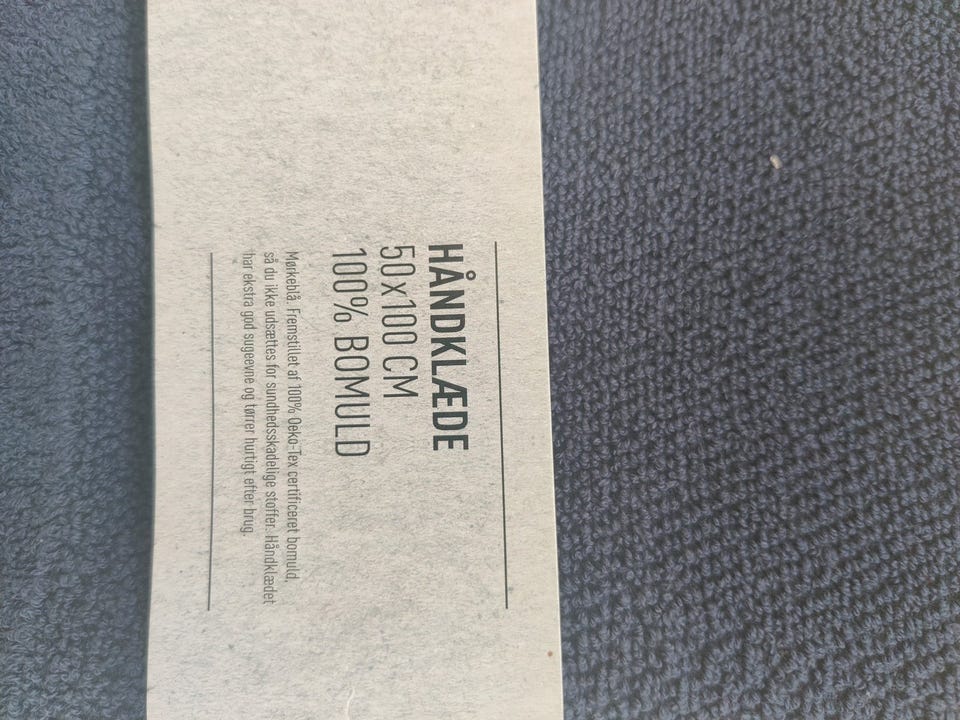 HÅNDKLÆDE
50x100 CM
100% BOMULD
Mørkeblå. Fremstillet af 100% Oeko-Tex certificeret bomuld,
så du ikke udsættes for sundhedsskadelige stoffer. Håndklædet
har ekstra god sugeevne og tørrer hurtigt efter brug.